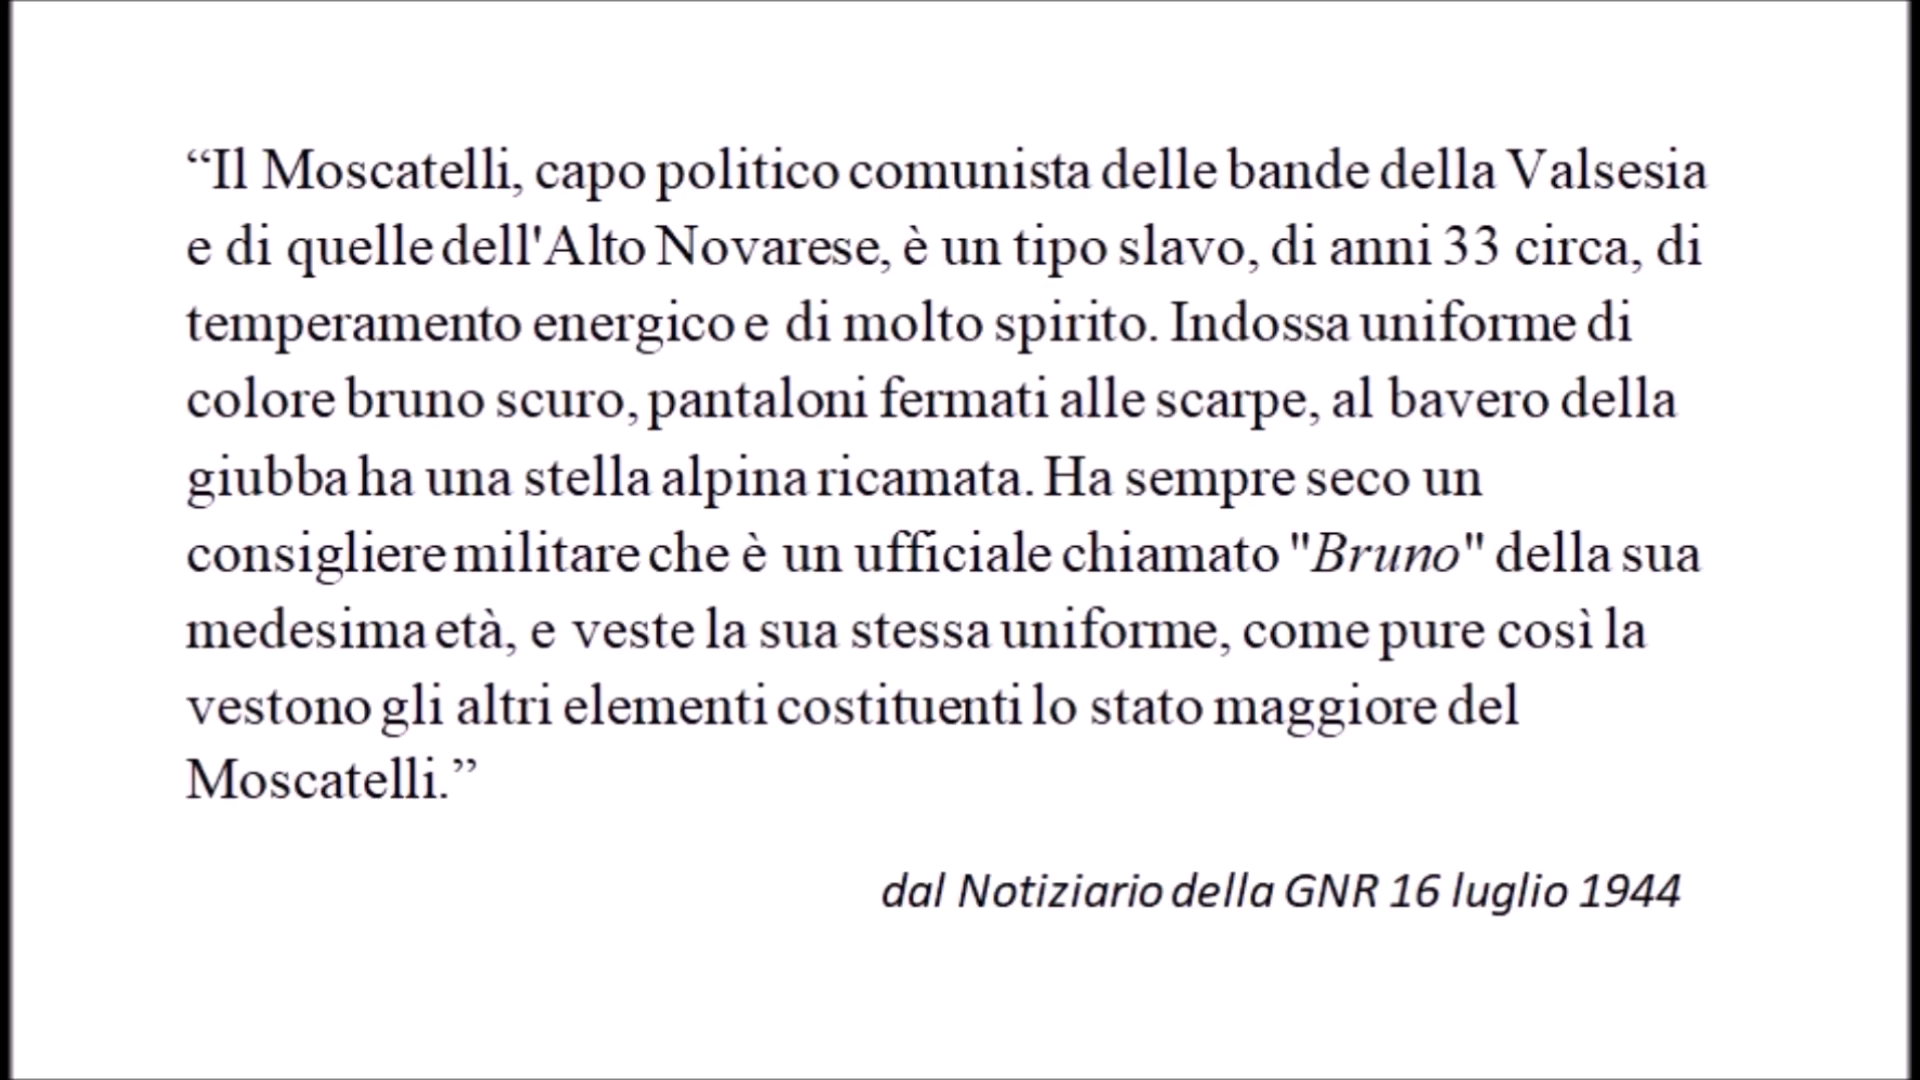 “Il Moscatelli, capo politico comunista delle bande della Valsesia
e di quelle dell'Alto Novarese, è un tipo slavo, di anni 33 circa, di
temperamento energico e di molto spirito. Indossa uniforme di
colore bruno scuro, pantaloni fermati alle scarpe, al bavero della
giubba ha una stella alpina ricamata. Ha sempre seco un
consigliere militare che è un ufficiale chiamato "Bruno" della sua
medesima età, e veste la sua stessa uniforme, come pure così la
vestono gli altri elementi costituenti lo stato maggiore del
Moscatelli.”
dal Notiziario della GNR 16 luglio 1944